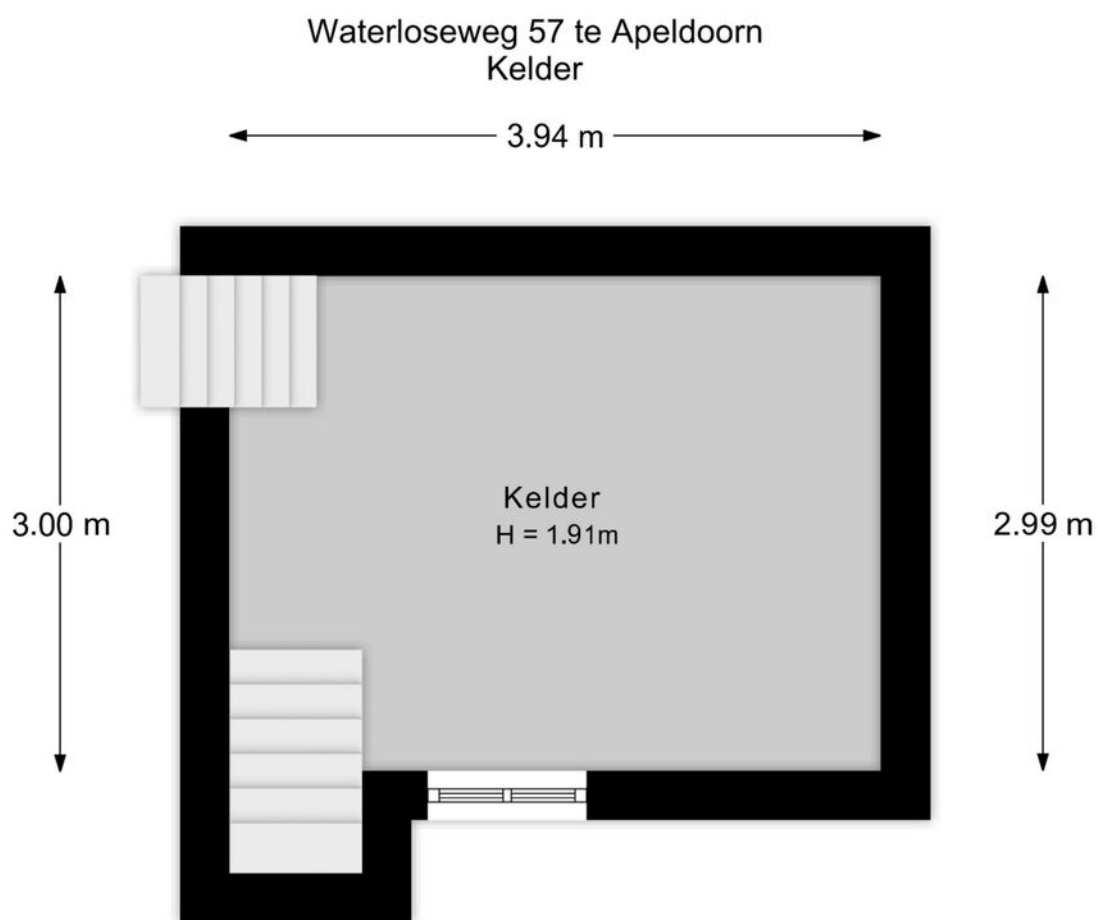 Waterloseweg 57 te Apeldoorn
Kelder
3.94 m
3.00 m
Kelder
H = 1.91m
2.99 m